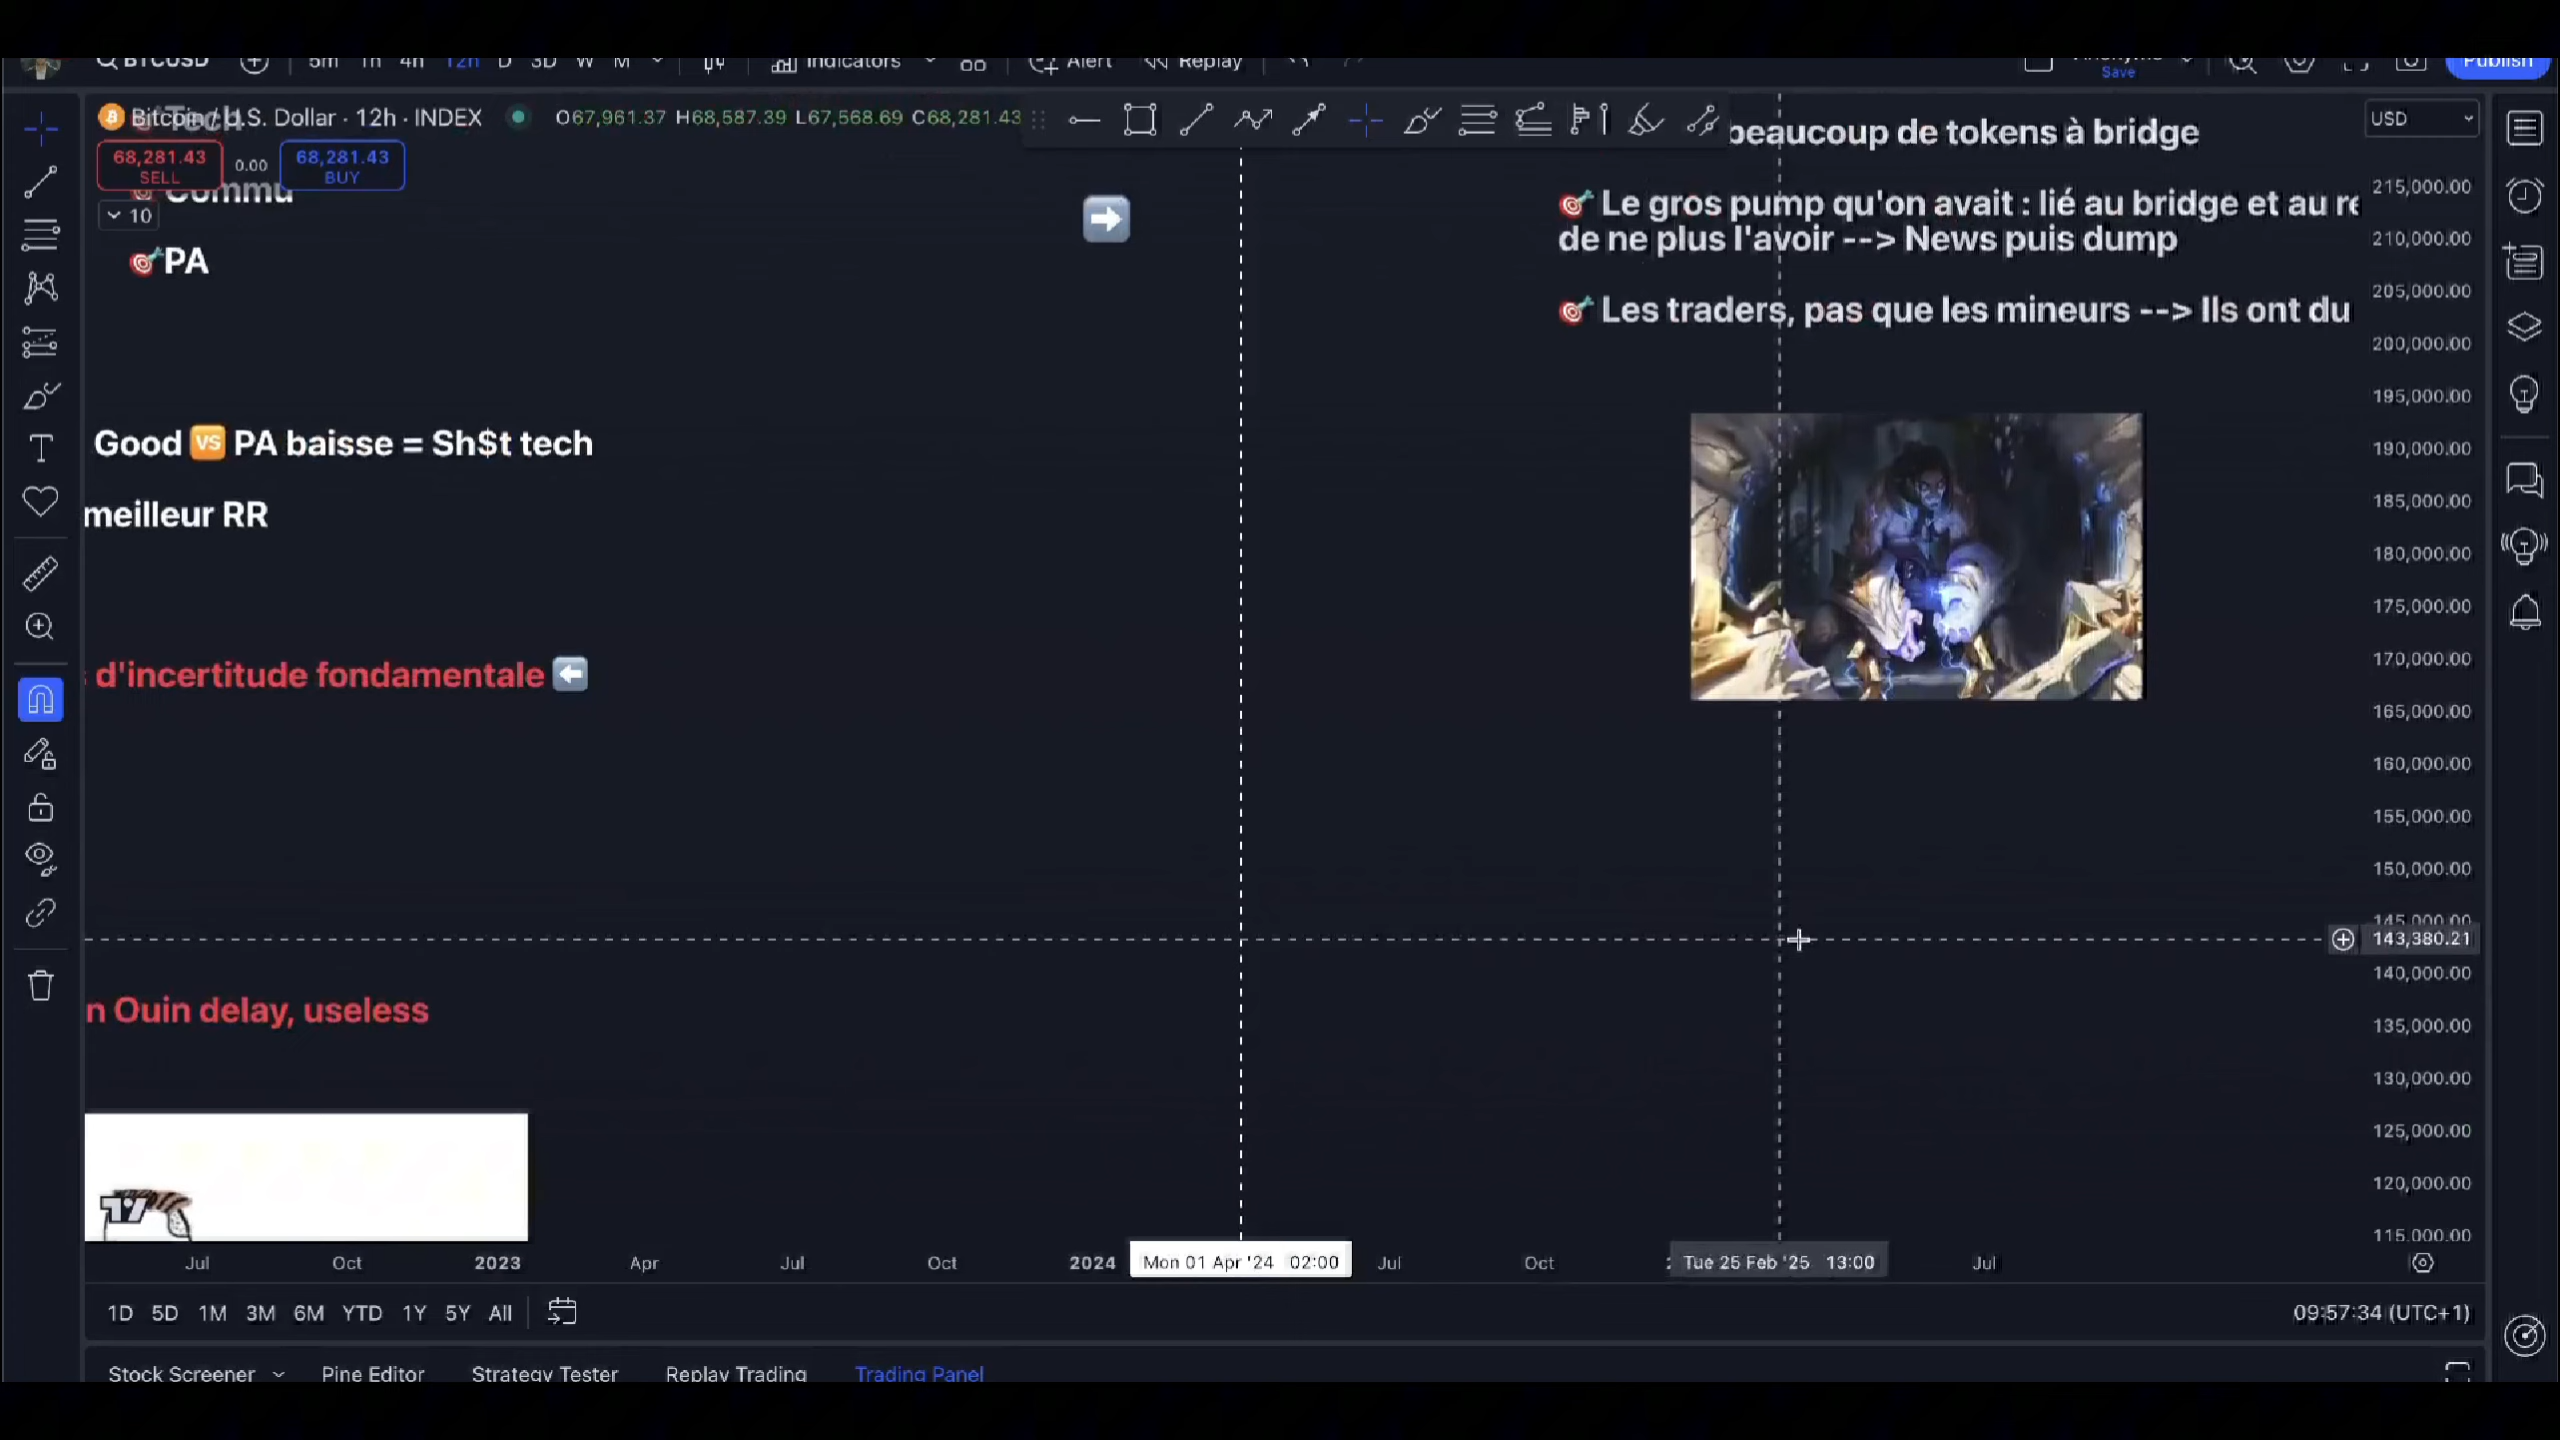 BTCUSD 5m 1h 4h 12h D 3D W M Indicators Alert Replay Save Publish
Bitcoin / U.S. Dollar · 12h · INDEX O67,961.37 H68,587.39 L67,568.69 C68,281.43
Tech
68,281.43 SELL 0.00 68,281.43 BUY
Commu
10
PA
Good VS PA baisse = Sh$t tech
meilleur RR
d'incertitude fondamentale
n Ouin delay, useless
beaucoup de tokens à bridge
Le gros pump qu'on avait : lié au bridge et au re
de ne plus l'avoir --> News puis dump
Les traders, pas que les mineurs --> Ils ont du
USD
215,000.00
210,000.00
205,000.00
200,000.00
195,000.00
190,000.00
185,000.00
180,000.00
175,000.00
170,000.00
165,000.00
160,000.00
155,000.00
150,000.00
145,000.00
143,380.21
140,000.00
135,000.00
130,000.00
125,000.00
120,000.00
115,000.00
Jul Oct 2023 Apr Jul Oct 2024 Mon 01 Apr '24 02:00 Jul Oct Tue 25 Feb '25 13:00 Jul
1D 5D 1M 3M 6M YTD 1Y 5Y All 09:57:34 (UTC+1)
Stock Screener Pine Editor Strategy Tester Replay Trading Trading Panel